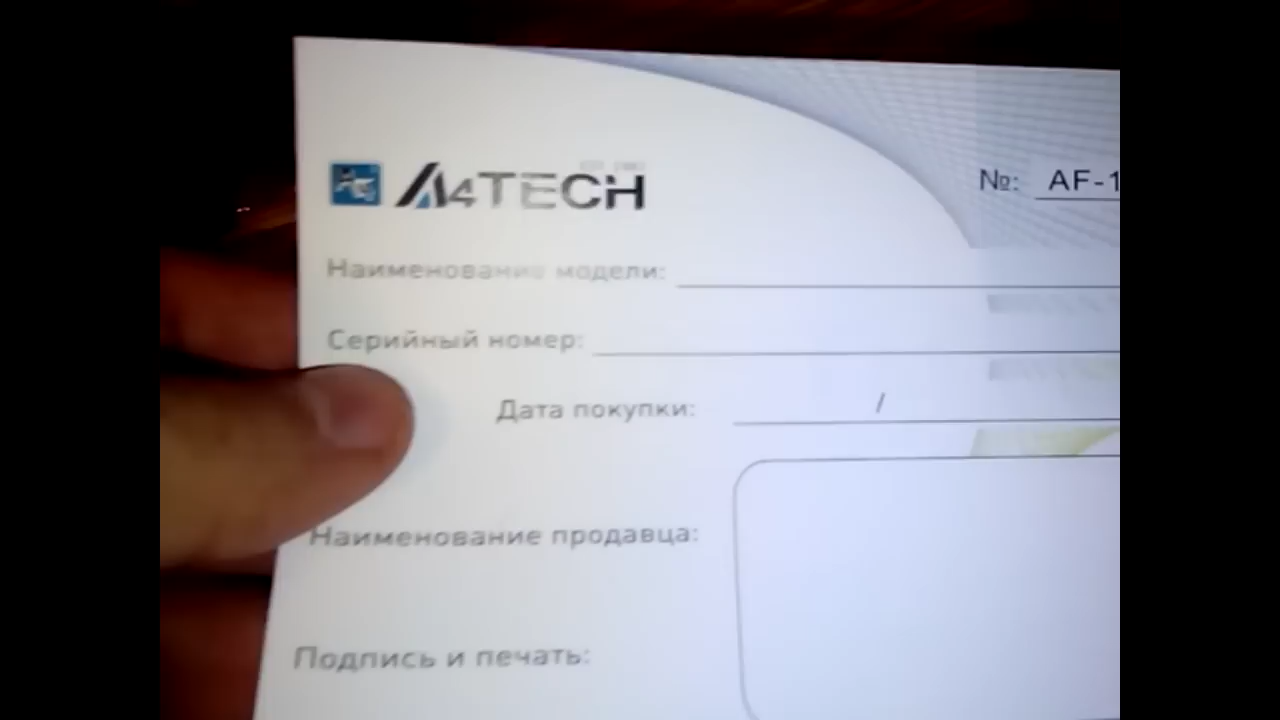 A4TECH
№: AF-1
Наименование модели:
Серийный номер:
Дата покупки: /
Наименование продавца:
Подпись и печать: